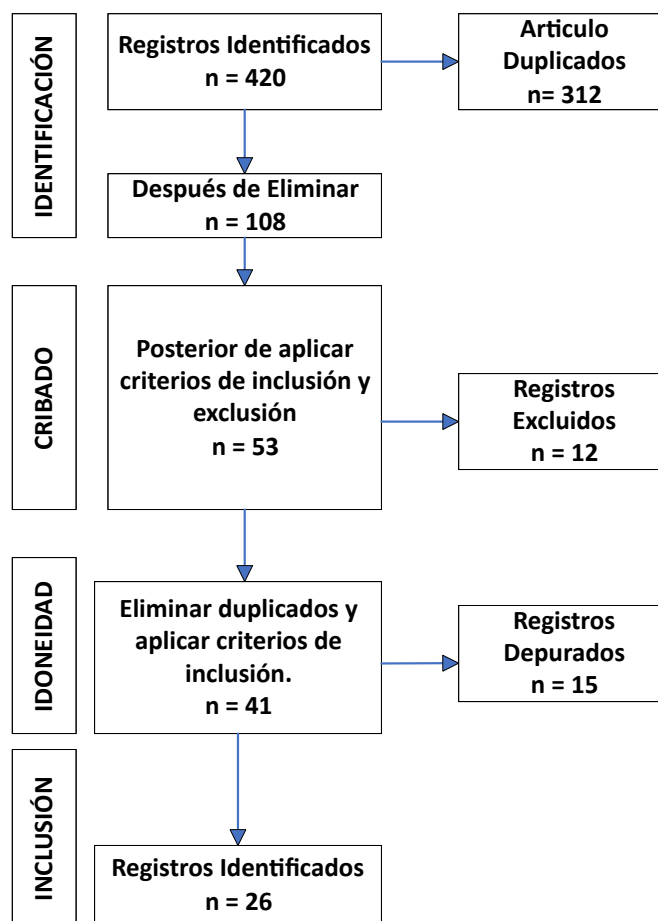 IDENTIFICACIÓN
Registros Identificados
n = 420
Articulo
Duplicados
n= 312
Después de Eliminar
n = 108
CRIBADO
Posterior de aplicar
criterios de inclusión y
exclusión
n = 53
Registros
Excluidos
n = 12
IDONEIDAD
Eliminar duplicados y
aplicar criterios de
inclusión.
n = 41
Registros
Depurados
n = 15
INCLUSIÓN
Registros Identificados
n = 26